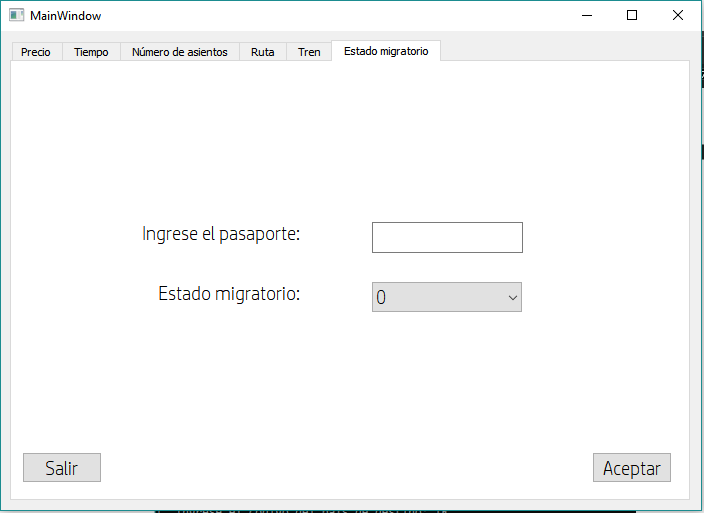 MainWindow
Precio Tiempo Número de asientos Ruta Tren Estado migratorio
Ingrese el pasaporte:
Estado migratorio: 0
Salir Aceptar